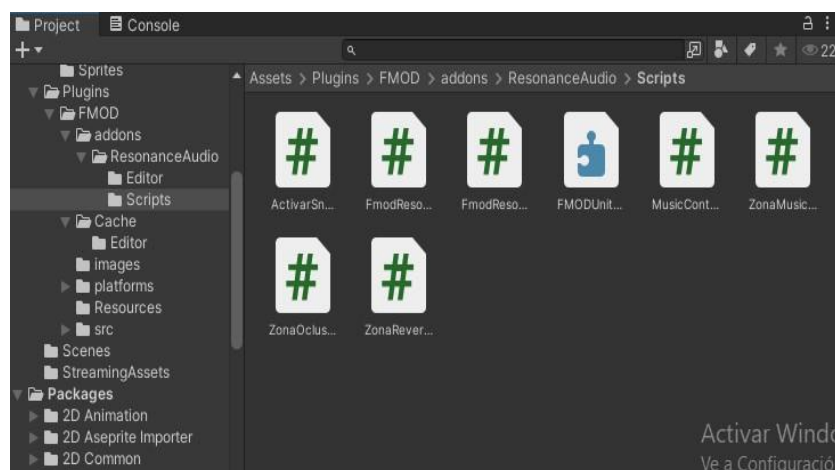 Project Console
22
Assets > Plugins > FMOD > addons > ResonanceAudio > Scripts
Sprites
Plugins
FMOD
addons
ResonanceAudio
Editor
Scripts
Cache
Editor
images
platforms
Resources
src
Scenes
StreamingAssets
Packages
2D Animation
2D Aseprite Importer
2D Common
ActivarSn... FmodReso... FmodReso... FMODUnit... MusicCont... ZonaMusic...
ZonaOclus... ZonaRever...
Activar Windo
Ve a Configuració